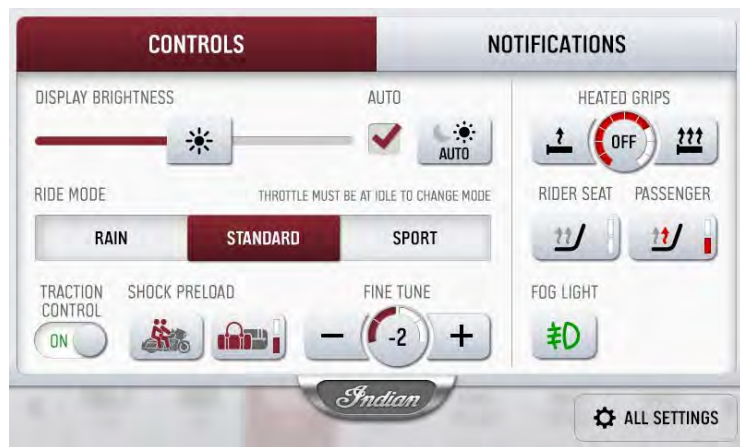 CONTROLS
NOTIFICATIONS
DISPLAY BRIGHTNESS
AUTO
AUTO
HEATED GRIPS
OFF
RIDE MODE
THROTTLE MUST BE AT IDLE TO CHANGE MODE
RAIN
STANDARD
SPORT
RIDER SEAT
PASSENGER
TRACTION
CONTROL
ON
SHOCK PRELOAD
FINE TUNE
-2
FOG LIGHT
Indian
ALL SETTINGS